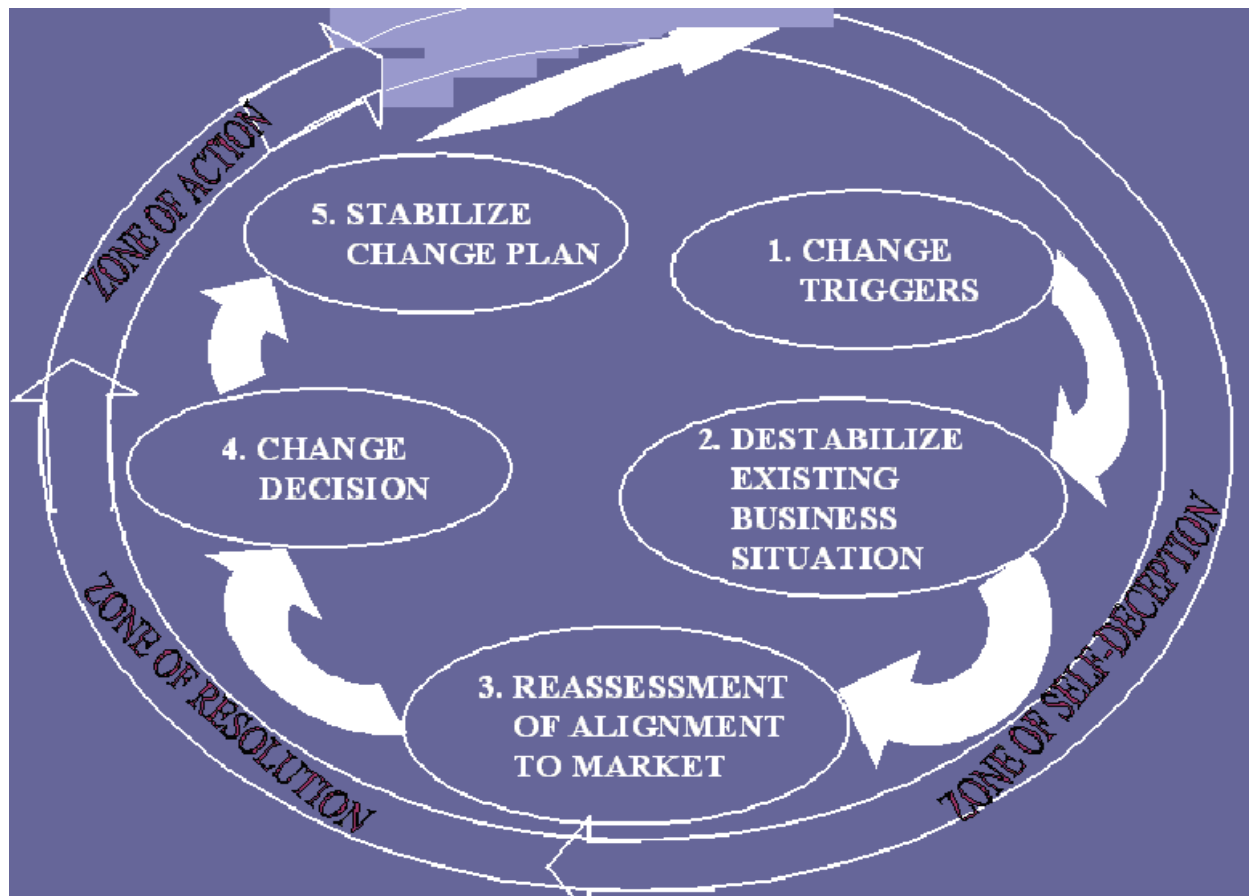 1. CHANGE
TRIGGERS
2. DESTABILIZE
EXISTING
BUSINESS
SITUATION
3. REASSESSMENT
OF ALIGNMENT
TO MARKET
4. CHANGE
DECISION
5. STABILIZE
CHANGE PLAN
ZONE OF SELF-DECEPTION
ZONE OF RESOLUTION
ZONE OF ACTION